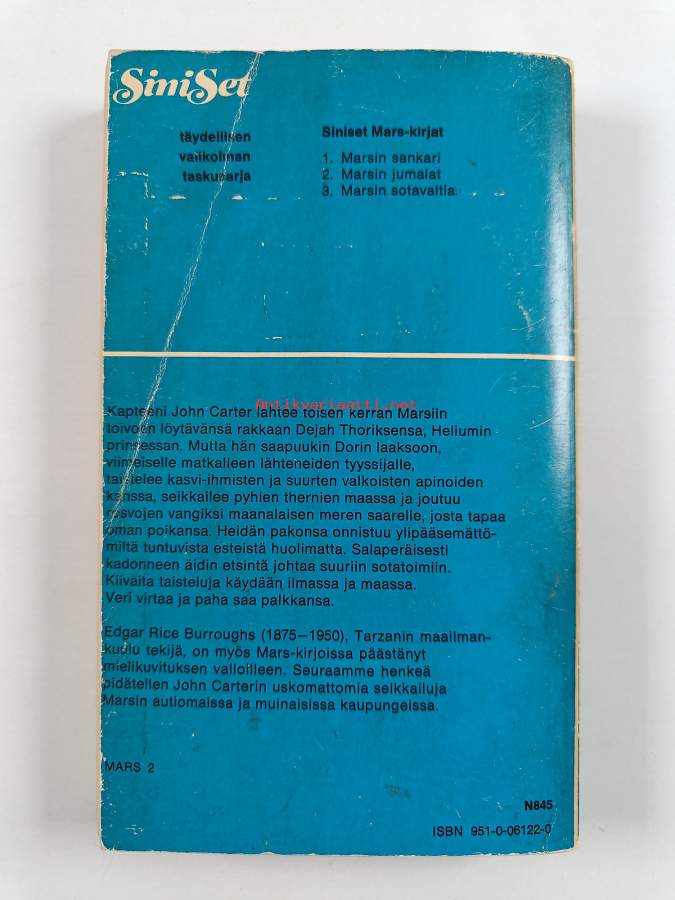 SiniSet
täydellisen
valikoiman
taskusarja
Siniset Mars-kirjat
1. Marsin sankari
2. Marsin jumalat
3. Marsin sotavaltias
Antikvariaatti.net
Kapteeni John Carter lähtee toisen kerran Marsiin
toivoen löytävänsä rakkaan Dejah Thoriksensa, Heliumin
prinsessan. Mutta hän saapuukin Dorin laaksoon,
viimeiselle matkalleen lähteneiden tyyssijalle,
taistelee kasvi-ihmisten ja suurten valkoisten apinoiden
kanssa, seikkailee pyhien thernien maassa ja joutuu
rosvojen vangiksi maanalaisen meren saarelle, josta tapaa
oman poikansa. Heidän pakonsa onnistuu ylipääsemättö-
miltä tuntuvista esteistä huolimatta. Salaperäisesti
kadonneen äidin etsintä johtaa suuriin sotatoimiin.
Kiivaita taisteluja käydään ilmassa ja maassa.
Veri virtaa ja paha saa palkkansa.
Edgar Rice Burroughs (1875—1950), Tarzanin maailman-
kuulu tekijä, on myös Mars-kirjoissa päästänyt
mielikuvituksen valloilleen. Seuraamme henkeä
pidätellen John Carterin uskomattomia seikkailuja
Marsin autiomaissa ja muinaisissa kaupungeissa.
MARS 2
N845
ISBN 951-0-06122-0